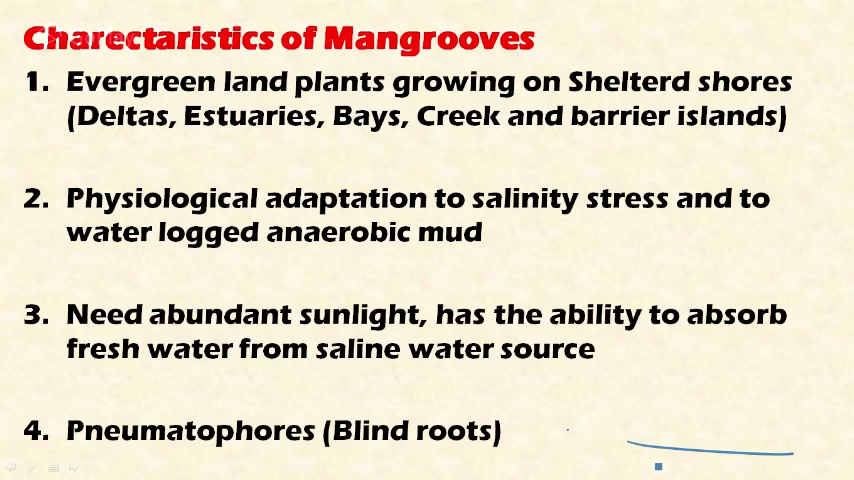 Charectaristics of Mangrooves
1. Evergreen land plants growing on Shelterd shores
(Deltas, Estuaries, Bays, Creek and barrier islands)
2. Physiological adaptation to salinity stress and to
water logged anaerobic mud
3. Need abundant sunlight, has the ability to absorb
fresh water from saline water source
4. Pneumatophores (Blind roots)